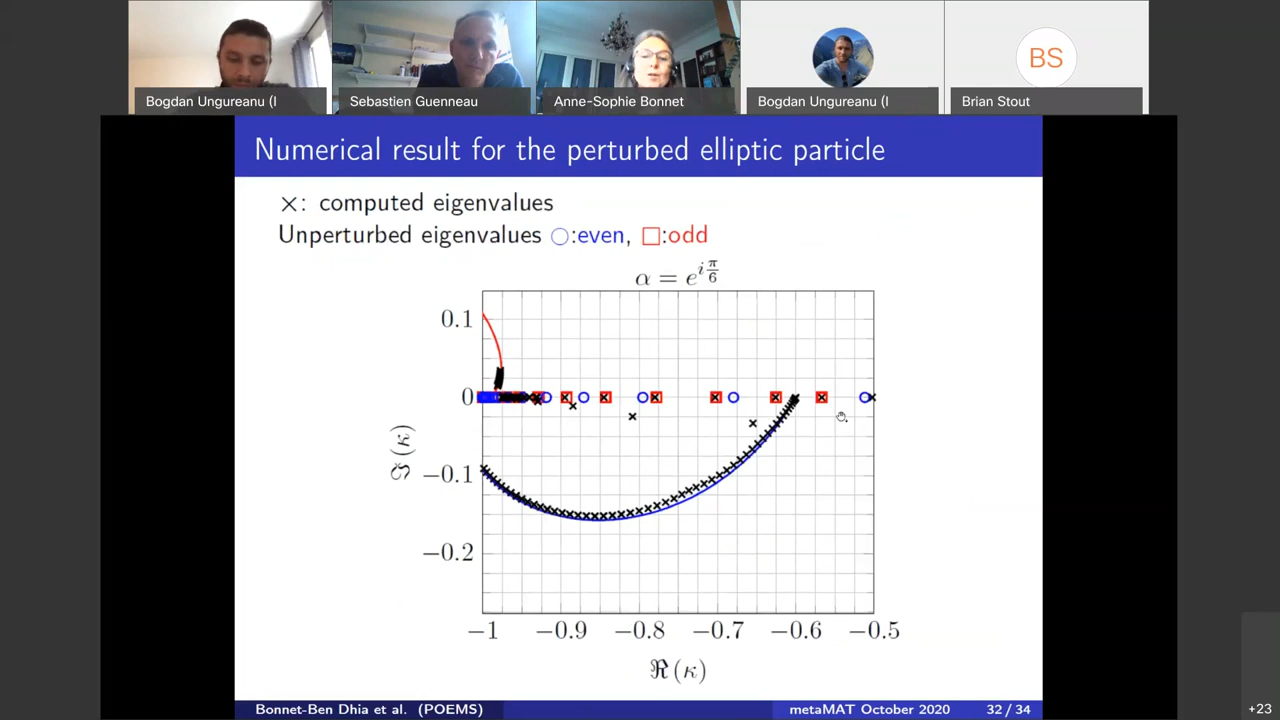 Bogdan Ungureanu (I
Sebastien Guenneau
Anne-Sophie Bonnet
Bogdan Ungureanu (I
BS
Brian Stout
Numerical result for the perturbed elliptic particle
×: computed eigenvalues
Unperturbed eigenvalues ○:even, □:odd
α = e^{iπ/6}
0.1
0
−0.1
−0.2
ℑ(κ)
−1 −0.9 −0.8 −0.7 −0.6 −0.5
ℜ(κ)
Bonnet-Ben Dhia et al. (POEMS) metaMAT October 2020 32 / 34
+23